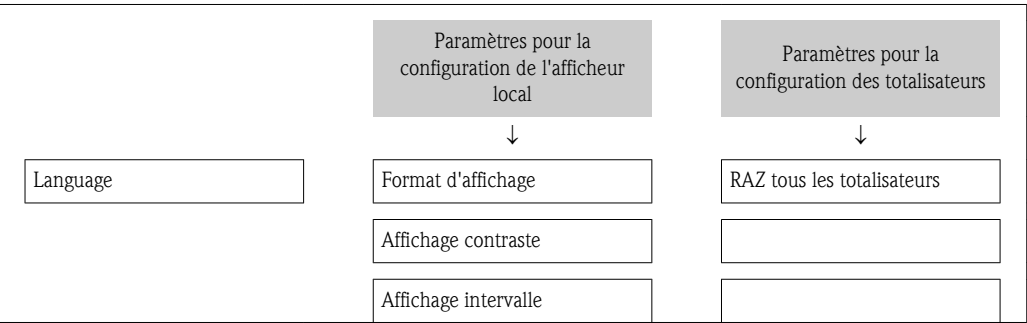 Paramètres pour la
configuration de l'afficheur
local
Paramètres pour la
configuration des totalisateurs
↓
↓
Language
Format d'affichage
RAZ tous les totalisateurs
Affichage contraste
Affichage intervalle